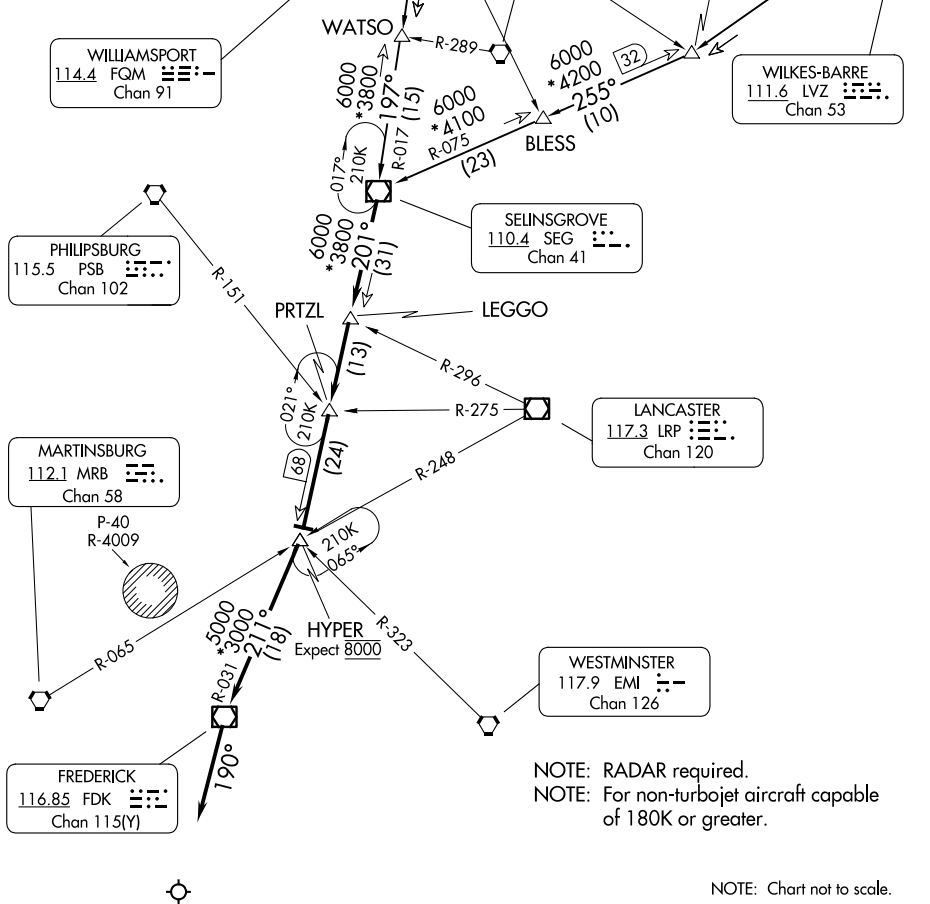 WATSO
R-289
6000
*4200
32
255°
(10)
WILLIAMSPORT
114.4 FQM
Chan 91
WILKES-BARRE
111.6 LVZ
Chan 53
6000
*3800
197°
(15)
R-017
6000
*4100
R-075
(23)
BLESS
017°
210K
SELINSGROVE
110.4 SEG
Chan 41
6000
*3800
201°
(31)
PHILIPSBURG
115.5 PSB
Chan 102
R-151
PRTZL
LEGGO
(13)
R-296
021°
210K
R-275
LANCASTER
117.3 LRP
Chan 120
(24)
68
R-248
MARTINSBURG
112.1 MRB
Chan 58
P-40
R-4009
210K
065°
HYPER
Expect 8000
R-323
R-065
5000
*3000
211°
(18)
R-031
WESTMINSTER
117.9 EMI
Chan 126
FREDERICK
116.85 FDK
Chan 115(Y)
190°
NOTE: RADAR required.
NOTE: For non-turbojet aircraft capable
of 180K or greater.
NOTE: Chart not to scale.